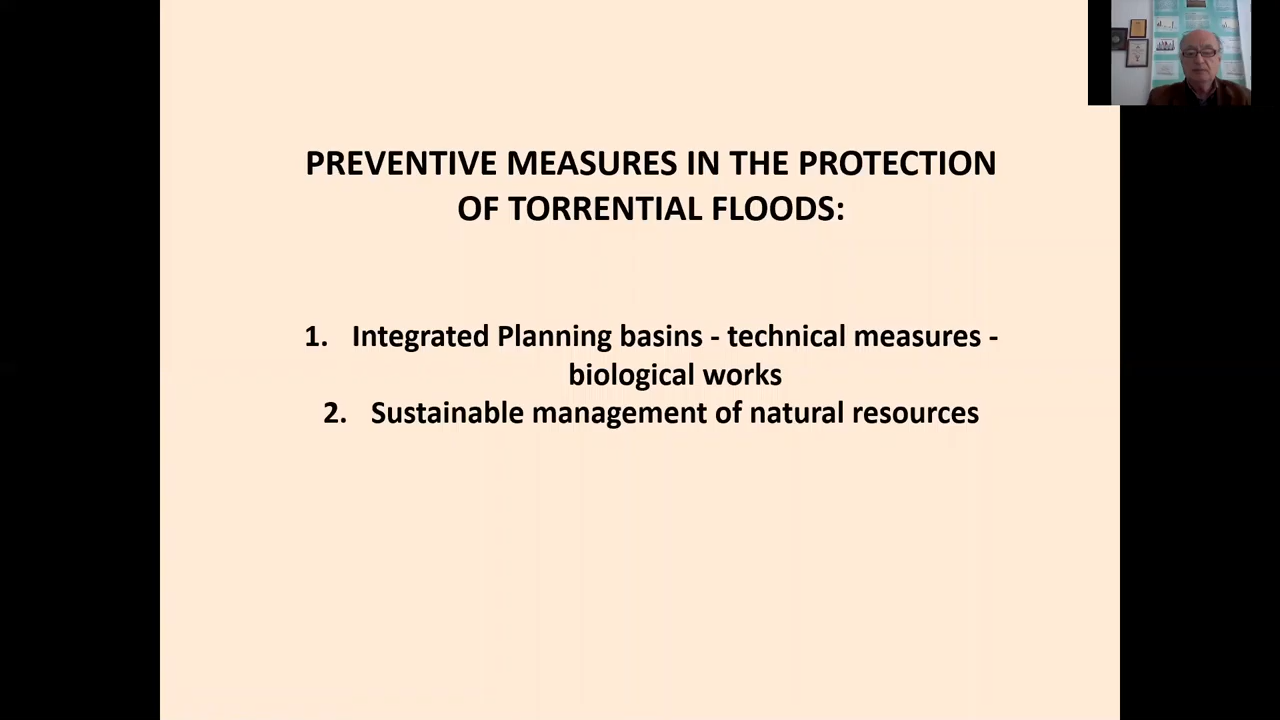 PREVENTIVE MEASURES IN THE PROTECTION
OF TORRENTIAL FLOODS:
1. Integrated Planning basins - technical measures -
biological works
2. Sustainable management of natural resources